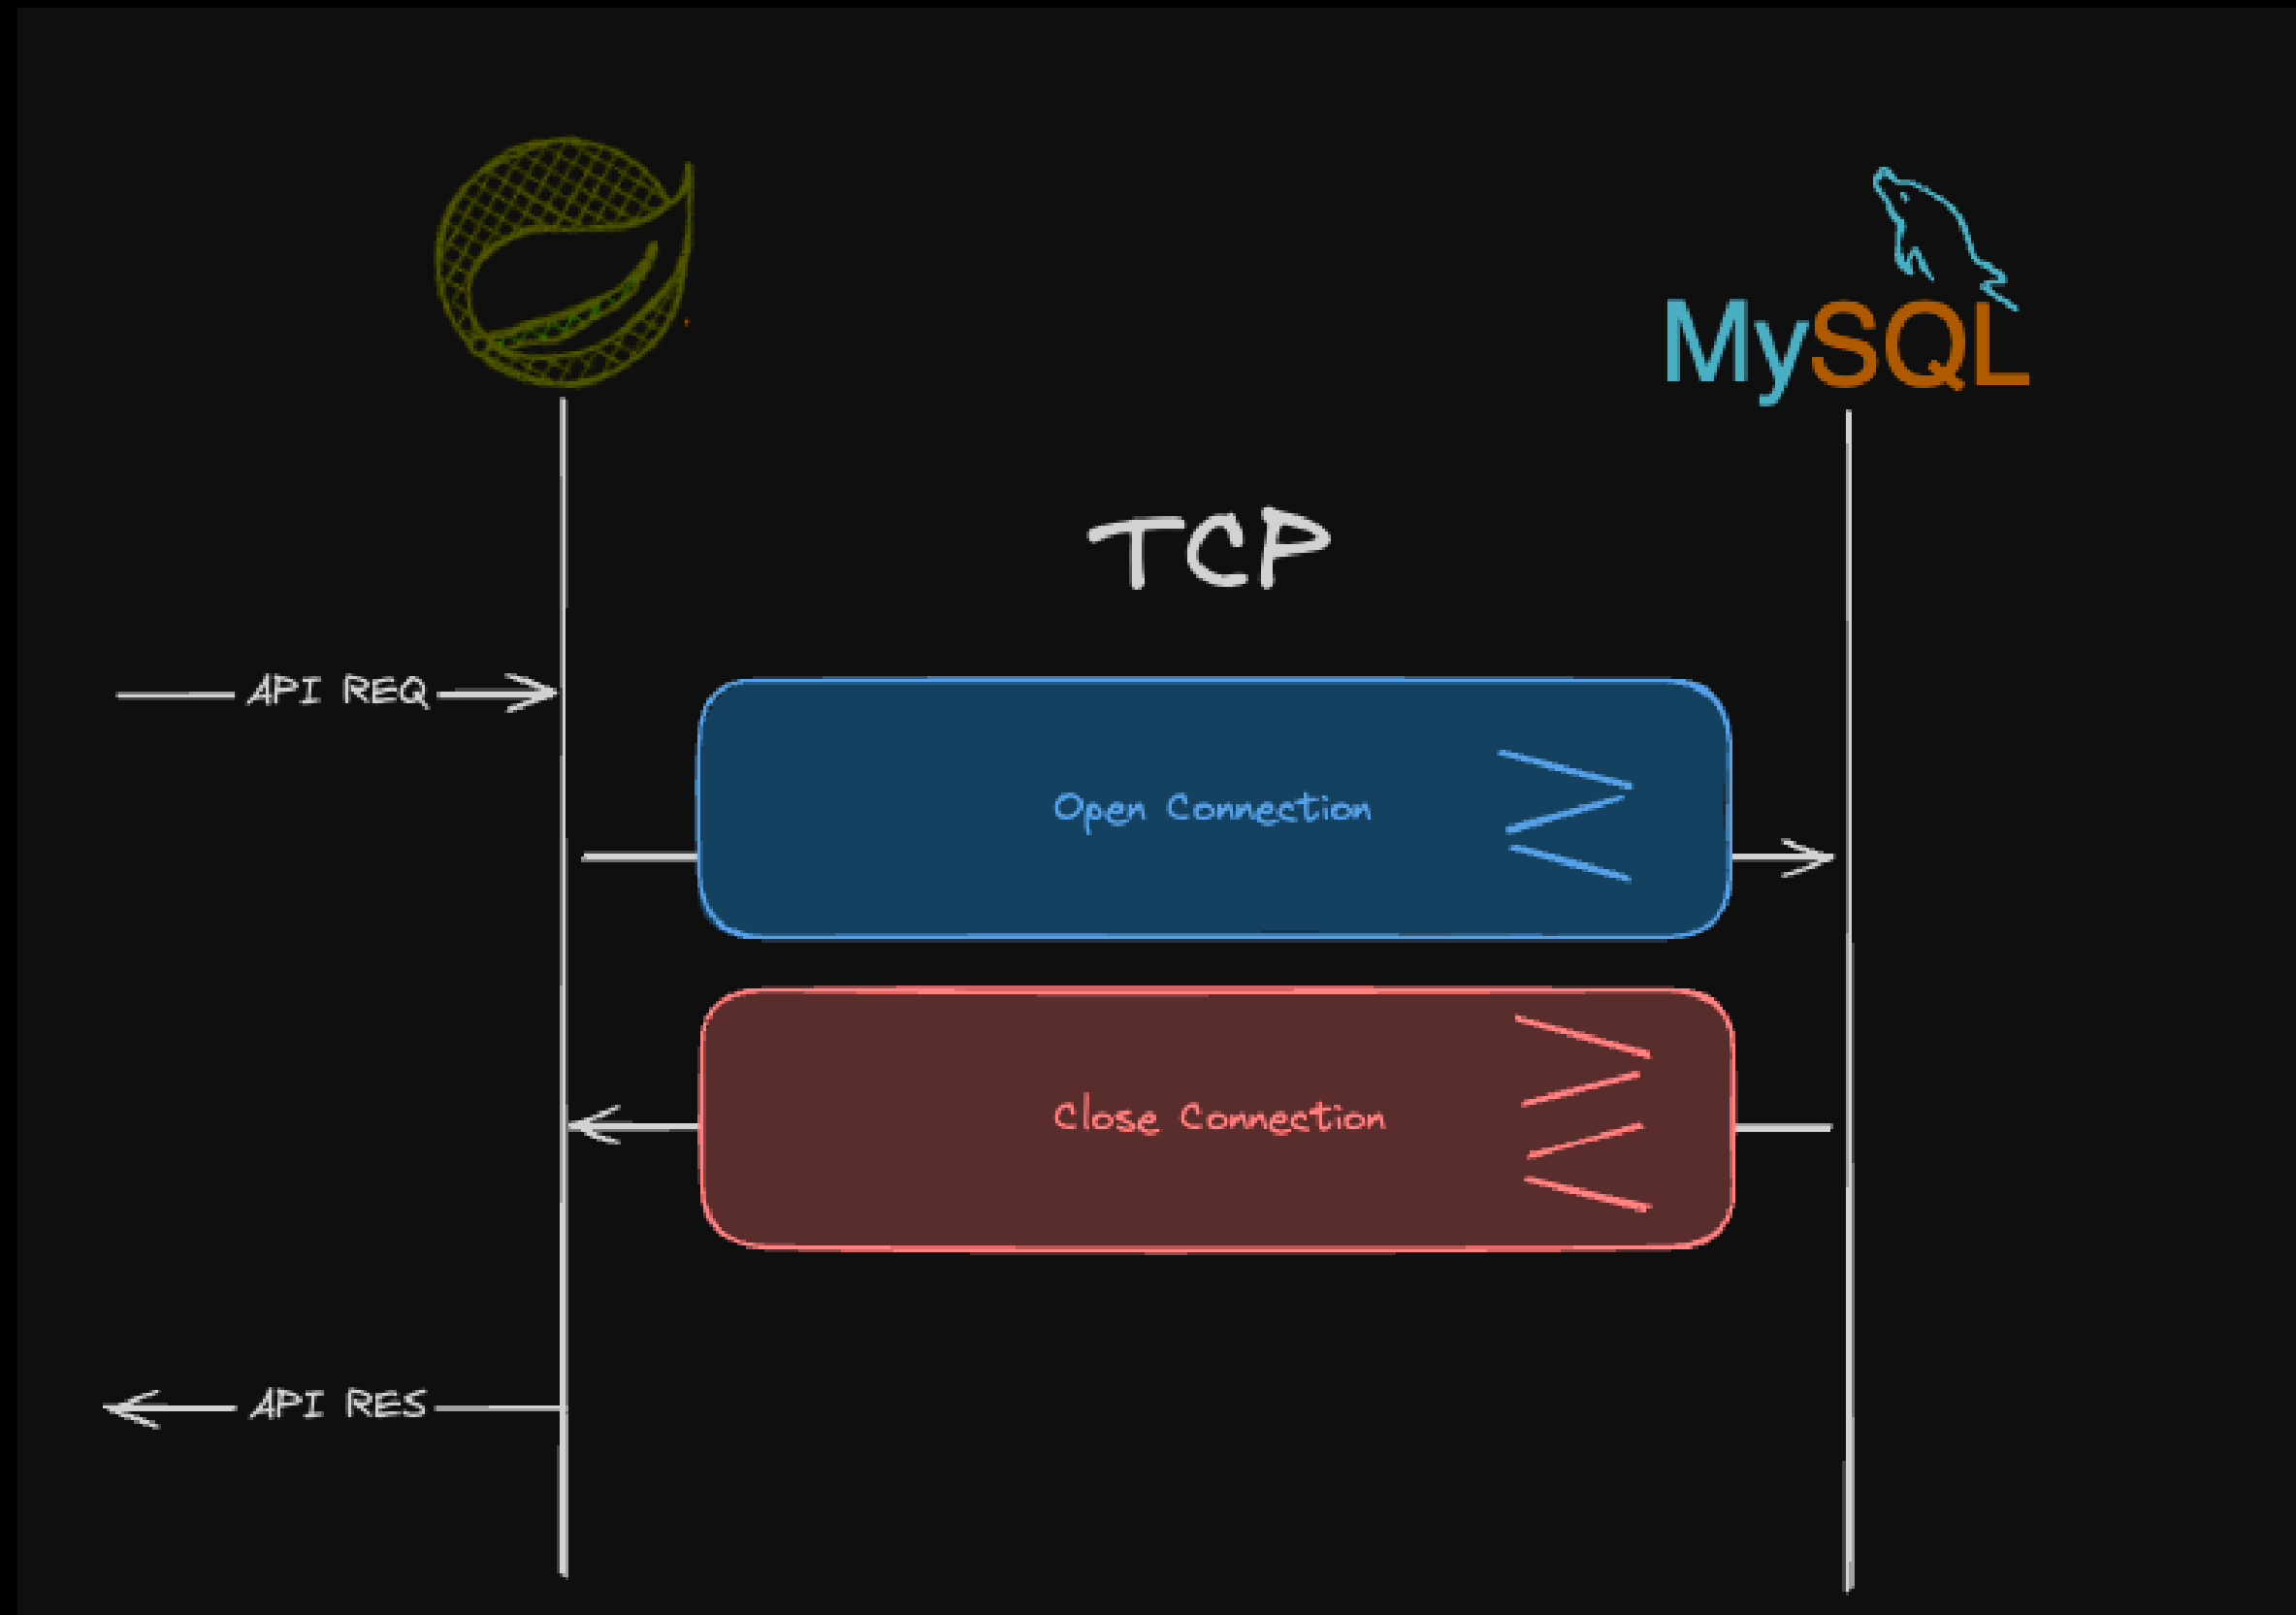 MySQL
TCP
API REQ
Open Connection
Close Connection
API RES